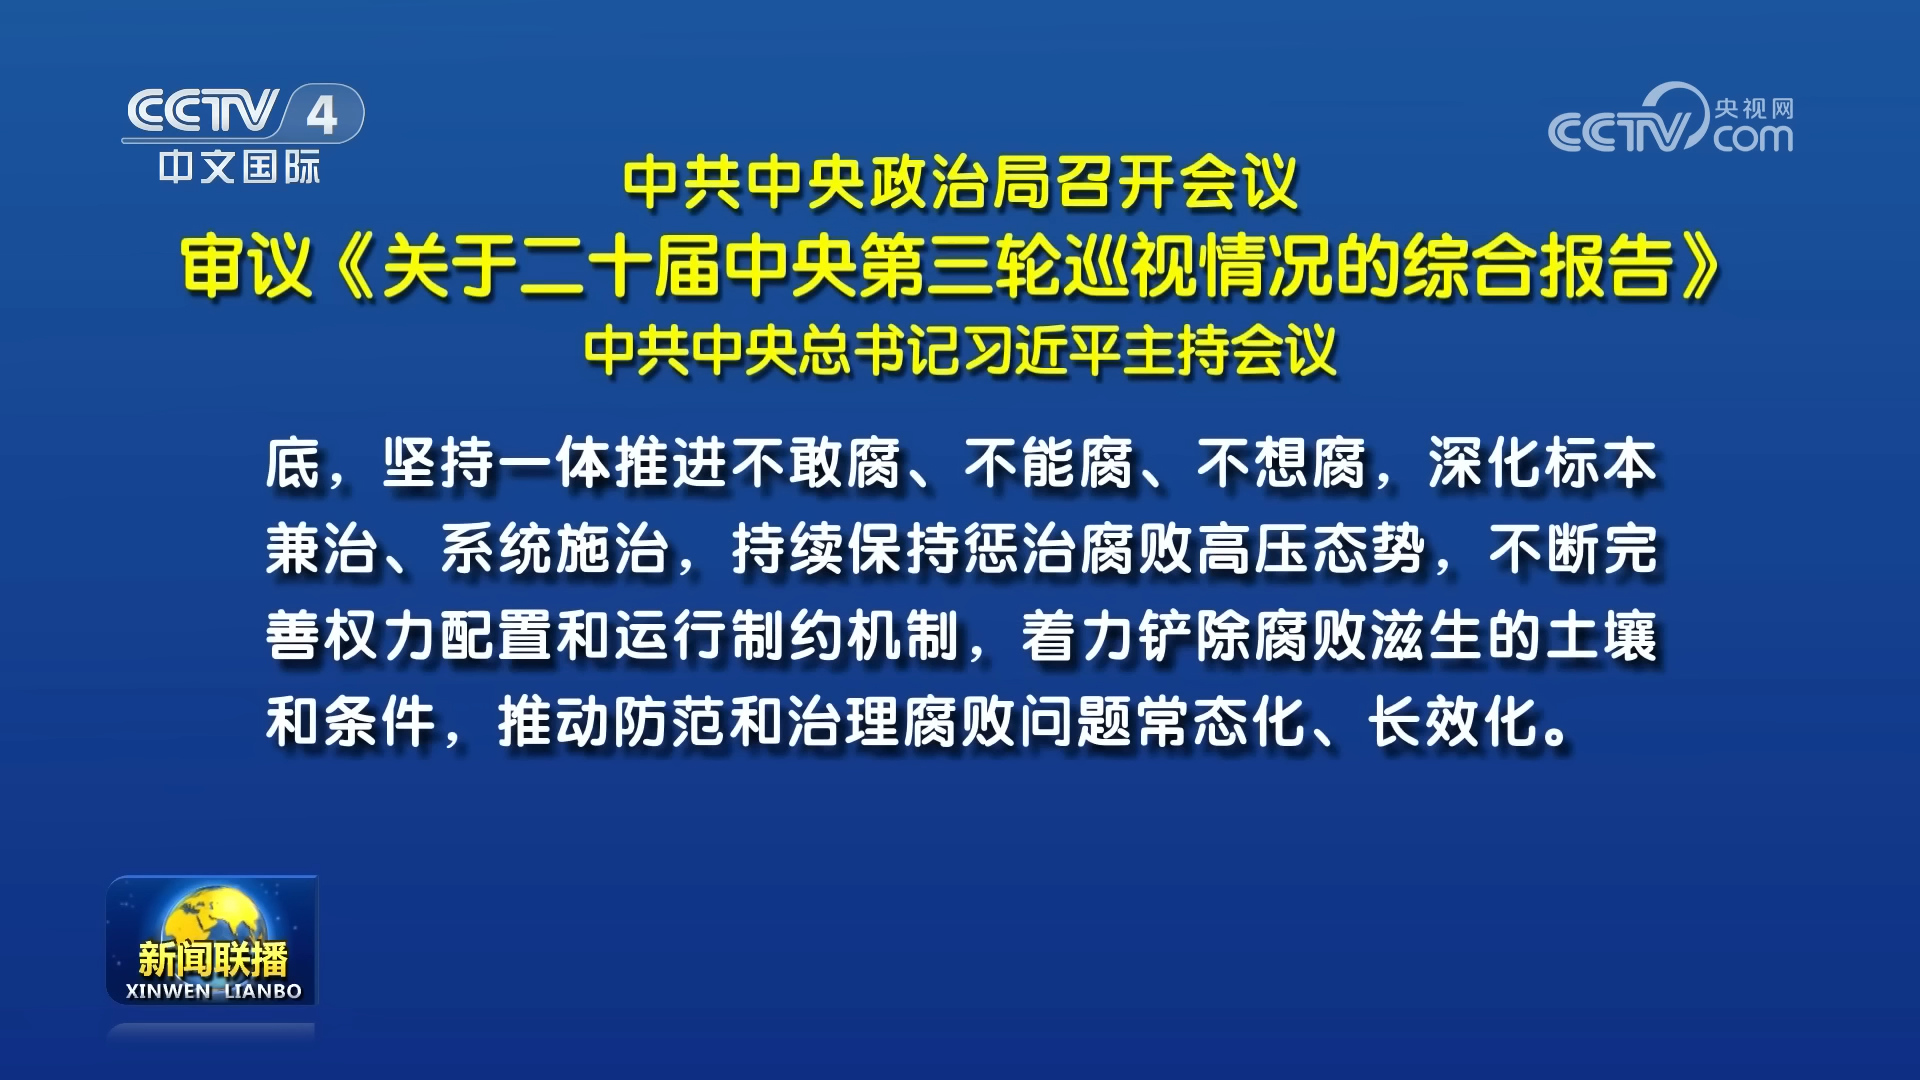 CCTV 4
中文国际
央视网
CCTV.com
中共中央政治局召开会议
审议《关于二十届中央第三轮巡视情况的综合报告》
中共中央总书记习近平主持会议
底，坚持一体推进不敢腐、不能腐、不想腐，深化标本
兼治、系统施治，持续保持惩治腐败高压态势，不断完
善权力配置和运行制约机制，着力铲除腐败滋生的土壤
和条件，推动防范和治理腐败问题常态化、长效化。
新闻联播
XINWEN LIANBO